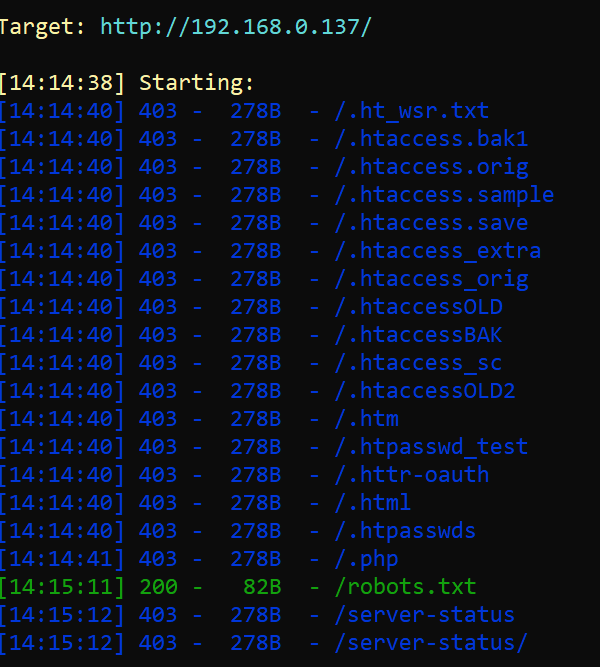 Target: http://192.168.0.137/
[14:14:38] Starting:
[14:14:40] 403 -  278B  - /.ht_wsr.txt
[14:14:40] 403 -  278B  - /.htaccess.bak1
[14:14:40] 403 -  278B  - /.htaccess.orig
[14:14:40] 403 -  278B  - /.htaccess.sample
[14:14:40] 403 -  278B  - /.htaccess.save
[14:14:40] 403 -  278B  - /.htaccess_extra
[14:14:40] 403 -  278B  - /.htaccess_orig
[14:14:40] 403 -  278B  - /.htaccessOLD
[14:14:40] 403 -  278B  - /.htaccessBAK
[14:14:40] 403 -  278B  - /.htaccess_sc
[14:14:40] 403 -  278B  - /.htaccessOLD2
[14:14:40] 403 -  278B  - /.htm
[14:14:40] 403 -  278B  - /.htpasswd_test
[14:14:40] 403 -  278B  - /.httr-oauth
[14:14:40] 403 -  278B  - /.html
[14:14:40] 403 -  278B  - /.htpasswds
[14:14:41] 403 -  278B  - /.php
[14:15:11] 200 -   82B  - /robots.txt
[14:15:12] 403 -  278B  - /server-status
[14:15:12] 403 -  278B  - /server-status/